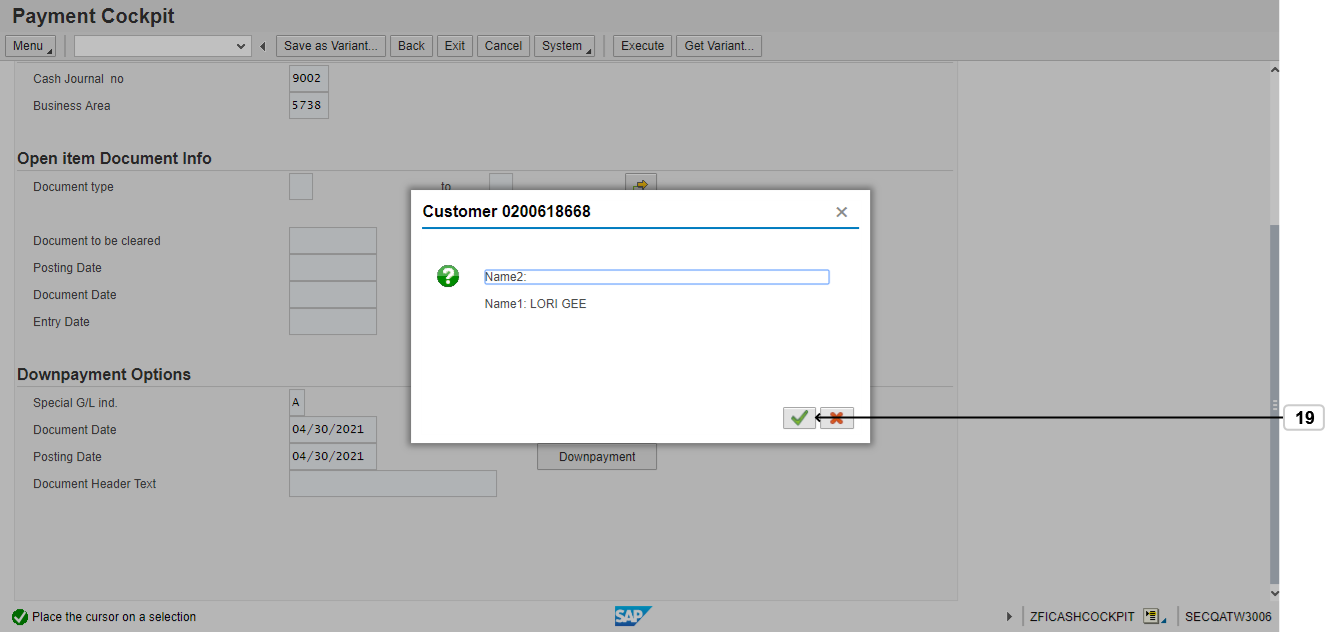 Payment Cockpit
Menu Save as Variant... Back Exit Cancel System Execute Get Variant...
Cash Journal no 9002
Business Area 5738
Open item Document Info
Document type to
Customer 0200618668
Document to be cleared
Posting Date
Name2:
Document Date
Name1: LORI GEE
Entry Date
Downpayment Options
Special G/L ind. A
19
Document Date 04/30/2021
Posting Date 04/30/2021 Downpayment
Document Header Text
Place the cursor on a selection SAP ZFICASHCOCKPIT SECQATW3006